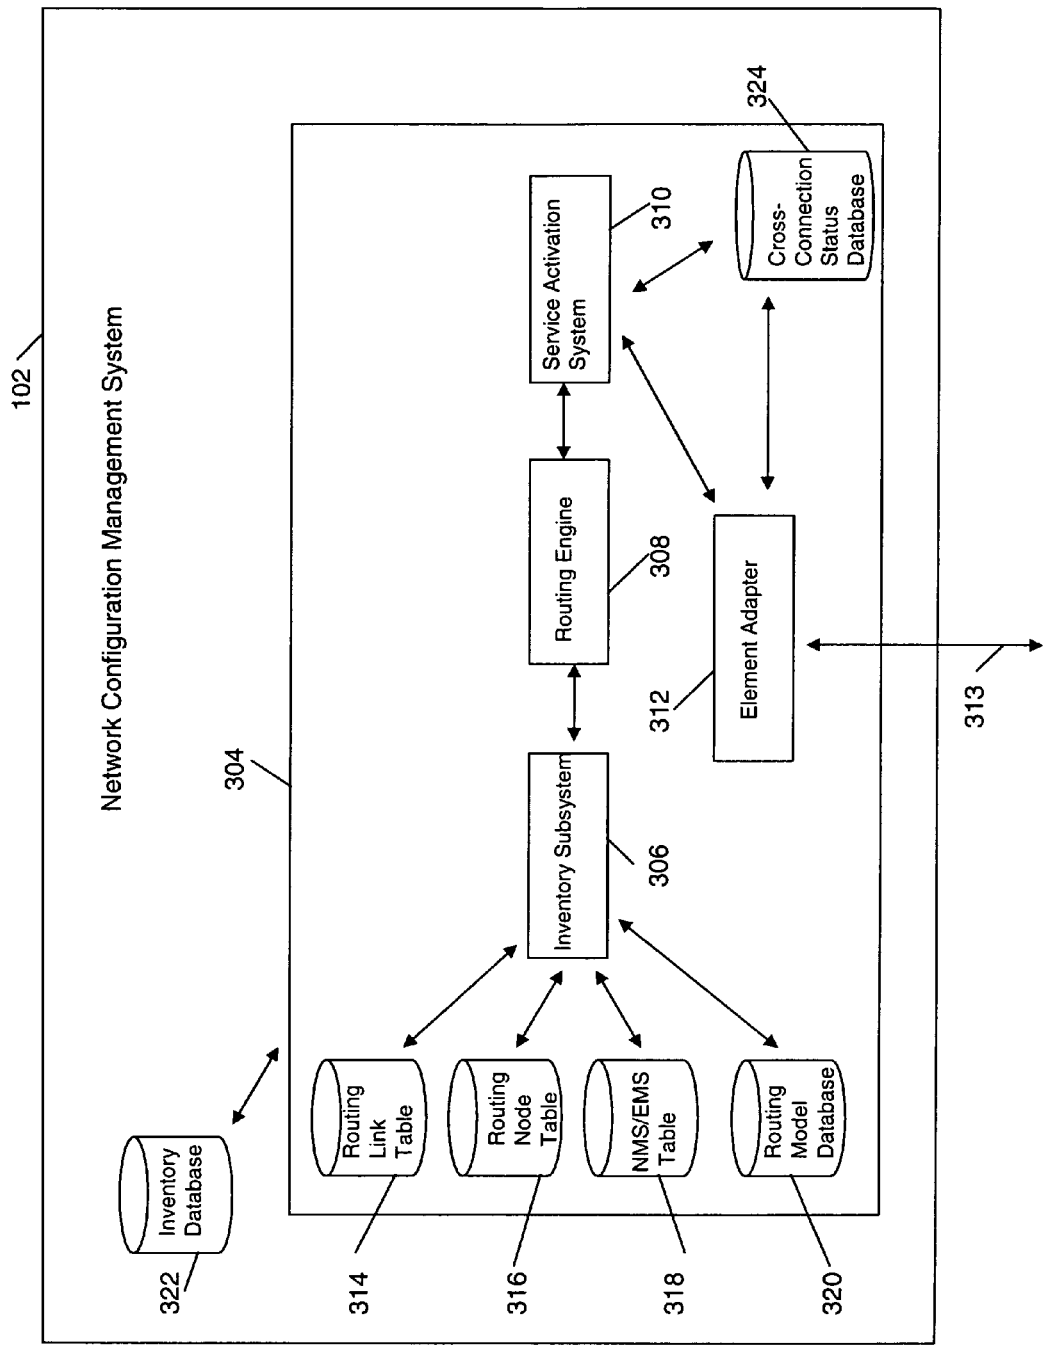 102
Network Configuration Management System
322
Inventory
Database
304
314
Routing
Link
Table
316
Routing
Node
Table
318
NMS/EMS
Table
320
Routing
Model
Database
Inventory Subsystem
306
Routing Engine
308
Service Activation
System
310
312
Element Adapter
313
Cross-
Connection
Status
Database
324